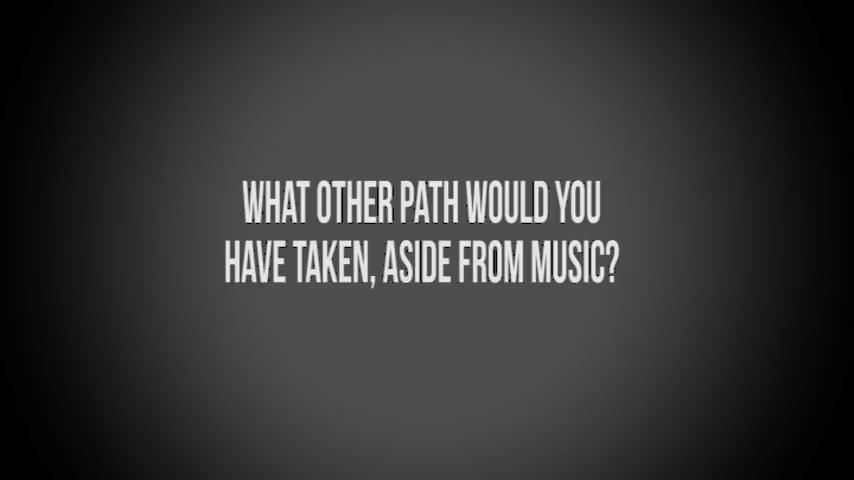 WHAT OTHER PATH WOULD YOU
HAVE TAKEN, ASIDE FROM MUSIC?